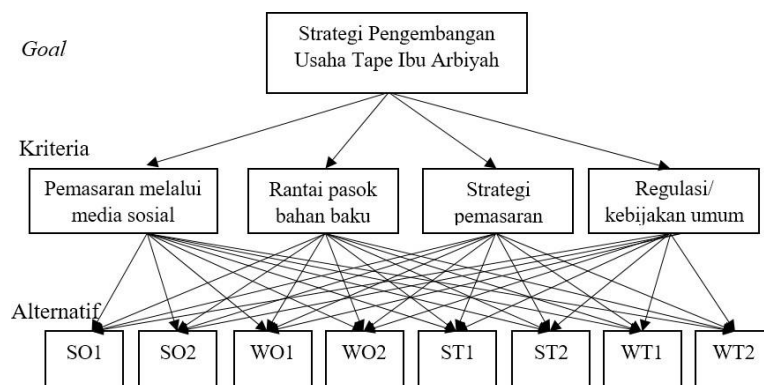 Goal
Strategi Pengembangan
Usaha Tape Ibu Arbiyah
Kriteria
Pemasaran melalui
media sosial
Rantai pasok
bahan baku
Strategi
pemasaran
Regulasi/
kebijakan umum
Alternatif
SO1
SO2
WO1
WO2
ST1
ST2
WT1
WT2